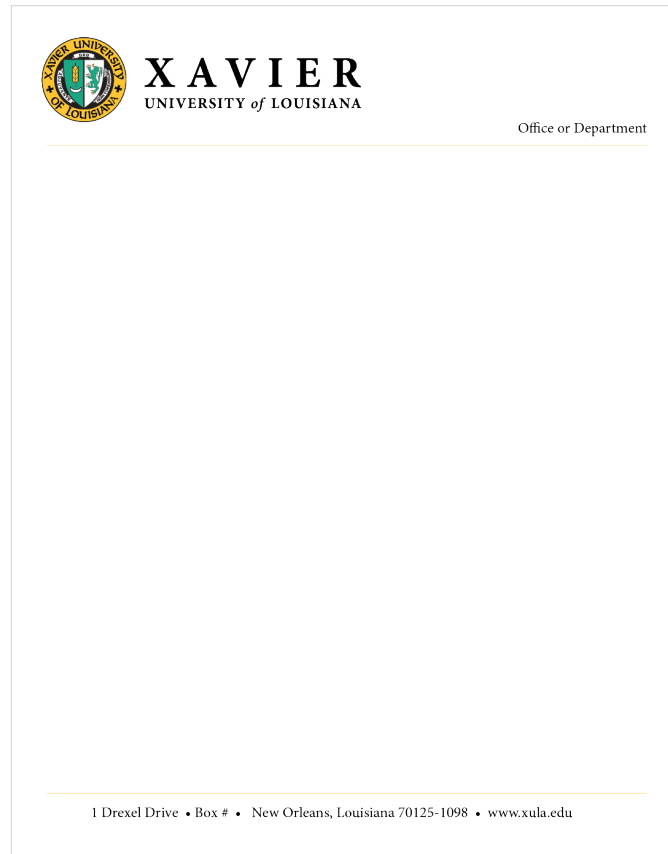 XAVIER UNIVERSITY
OF LOUISIANA
XAVIER
UNIVERSITY of LOUISIANA
Office or Department
1 Drexel Drive • Box # • New Orleans, Louisiana 70125-1098 • www.xula.edu